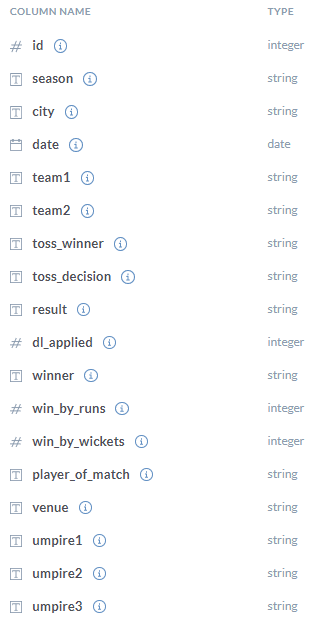 COLUMN NAME TYPE
# id integer
season string
city string
date date
team1 string
team2 string
toss_winner string
toss_decision string
result string
# dl_applied integer
winner string
# win_by_runs integer
# win_by_wickets integer
player_of_match string
venue string
umpire1 string
umpire2 string
umpire3 string